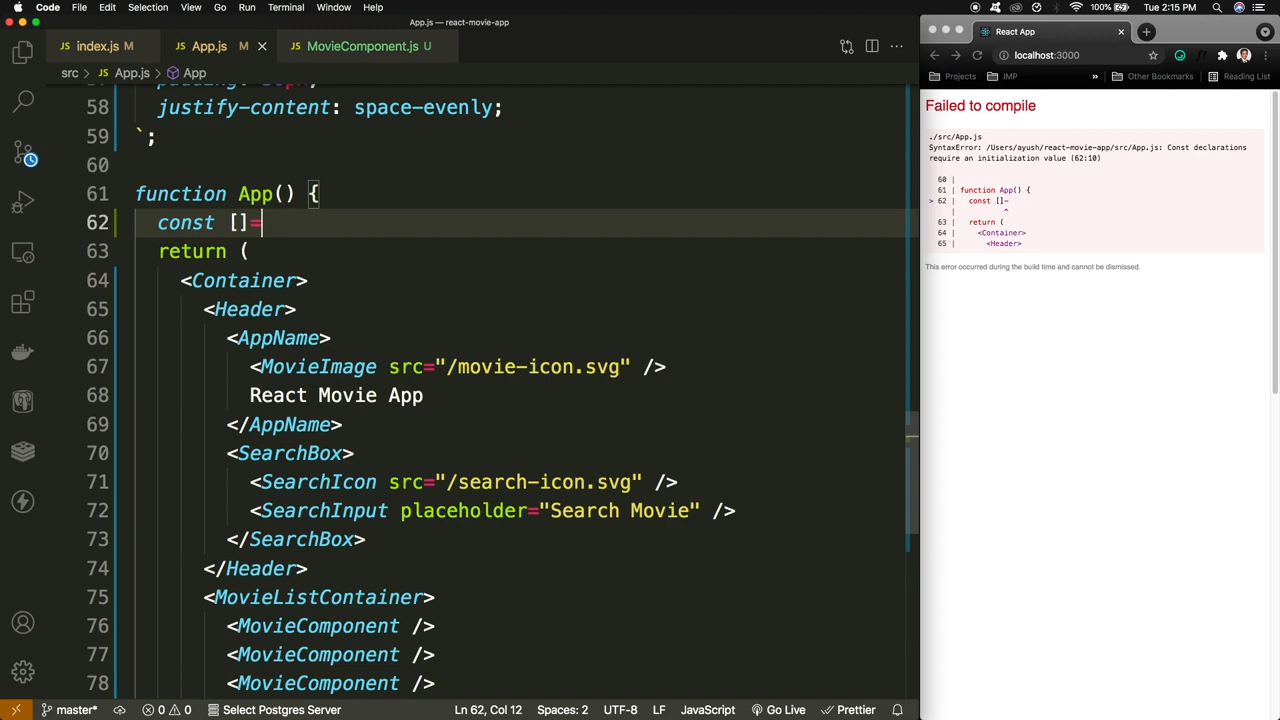 Code File Edit Selection View Go Run Terminal Window Help
100% Tue 2:15 PM
App.js — react-movie-app
index.js M App.js M MovieComponent.js U
src > App.js > App
58 justify-content: space-evenly;
59 `;
60
61 function App() {
62 const []=
63 return (
64 <Container>
65 <Header>
66 <AppName>
67 <MovieImage src="/movie-icon.svg" />
68 React Movie App
69 </AppName>
70 <SearchBox>
71 <SearchIcon src="/search-icon.svg" />
72 <SearchInput placeholder="Search Movie" />
73 </SearchBox>
74 </Header>
75 <MovieListContainer>
76 <MovieComponent />
77 <MovieComponent />
78 <MovieComponent />
master* 0 0 Select Postgres Server Ln 62, Col 12 Spaces: 2 UTF-8 LF JavaScript Go Live Prettier
React App
localhost:3000
Projects IMP » Other Bookmarks Reading List
Failed to compile
./src/App.js
SyntaxError: /Users/ayush/react-movie-app/src/App.js: Const declarations
require an initialization value (62:10)
60 |
61 | function App() {
> 62 | const []-
| ^
63 | return (
64 | <Container>
65 | <Header>
This error occurred during the build time and cannot be dismissed.